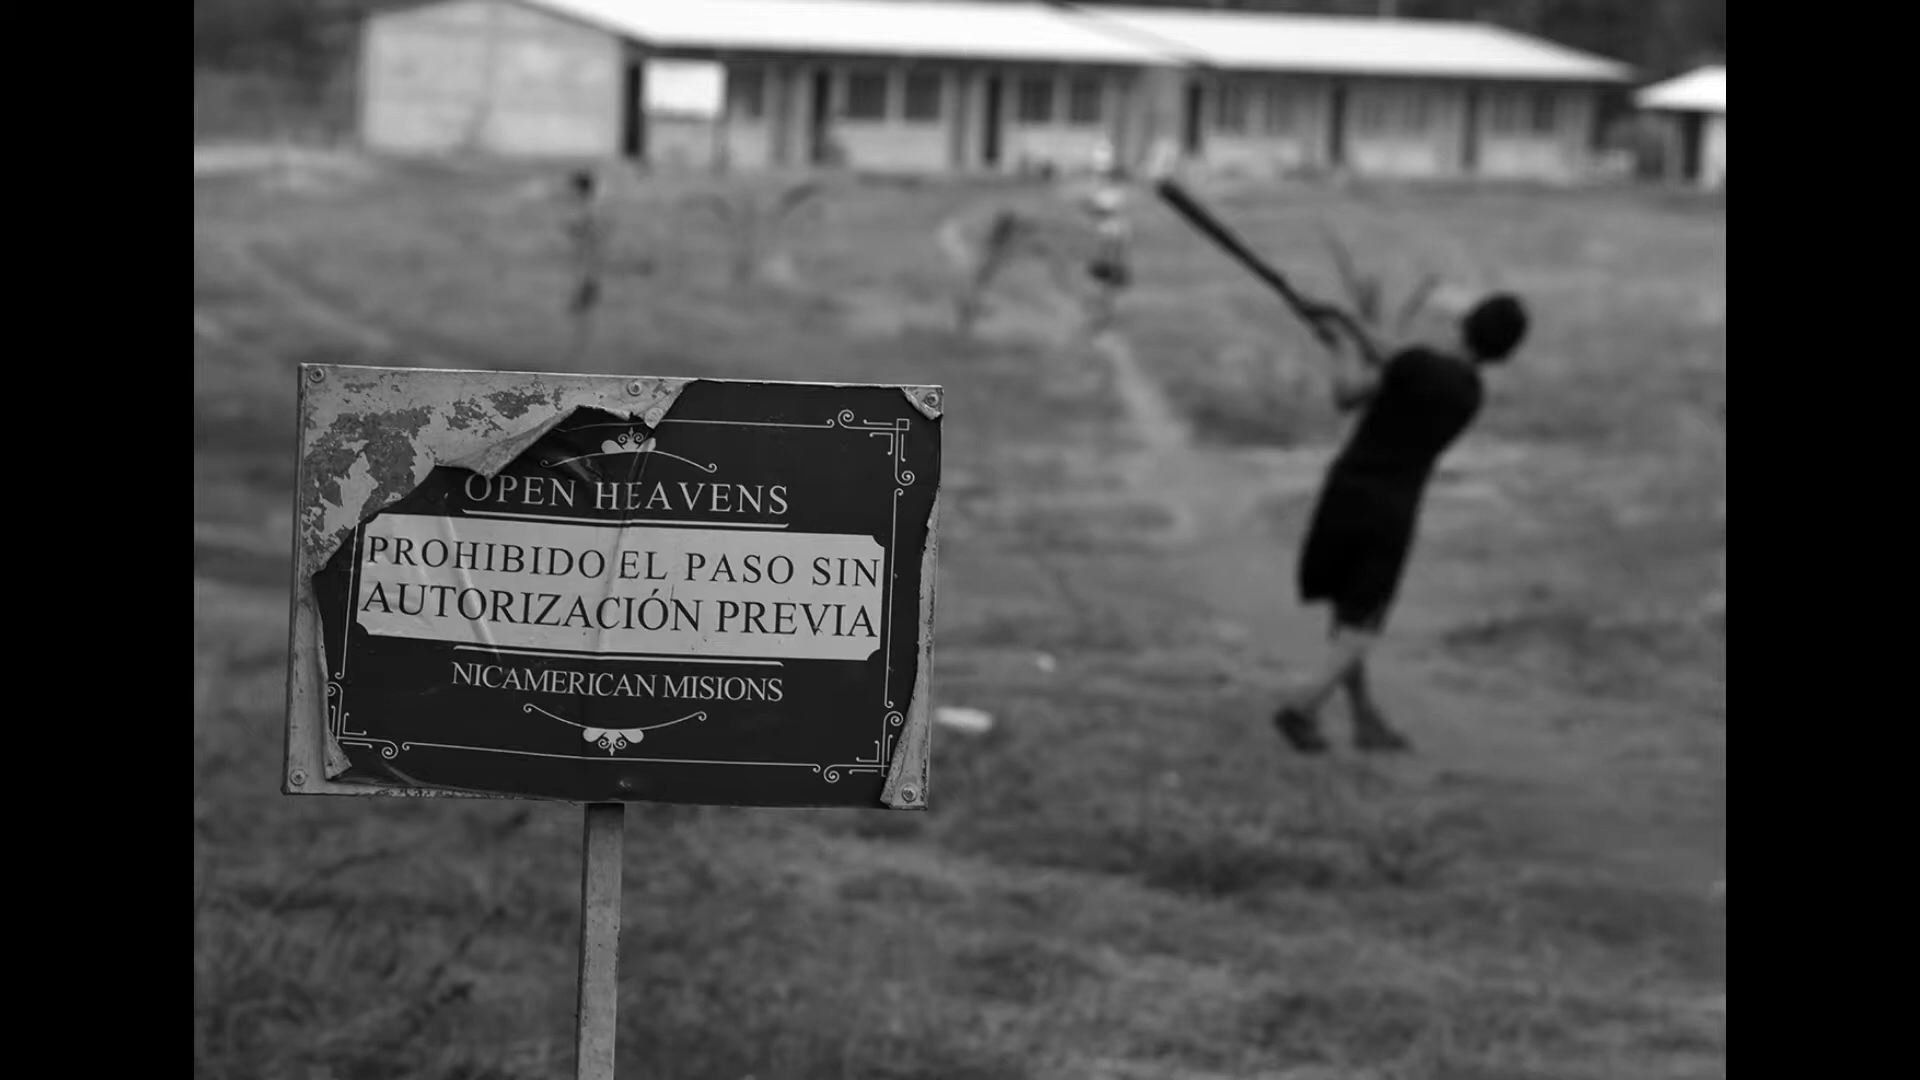 OPEN HEAVENS
PROHIBIDO EL PASO SIN
AUTORIZACIÓN PREVIA
NICAMERICAN MISIONS